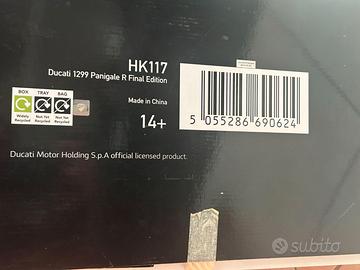 HK117
Ducati 1299 Panigale R Final Edition
BOX
TRAY
BAG
Widely
Recycled
Not Yet
Recycled
Not Yet
Recycled
Made in China
14+
5 055286 690624
Ducati Motor Holding S.p.A official licensed product.
subito